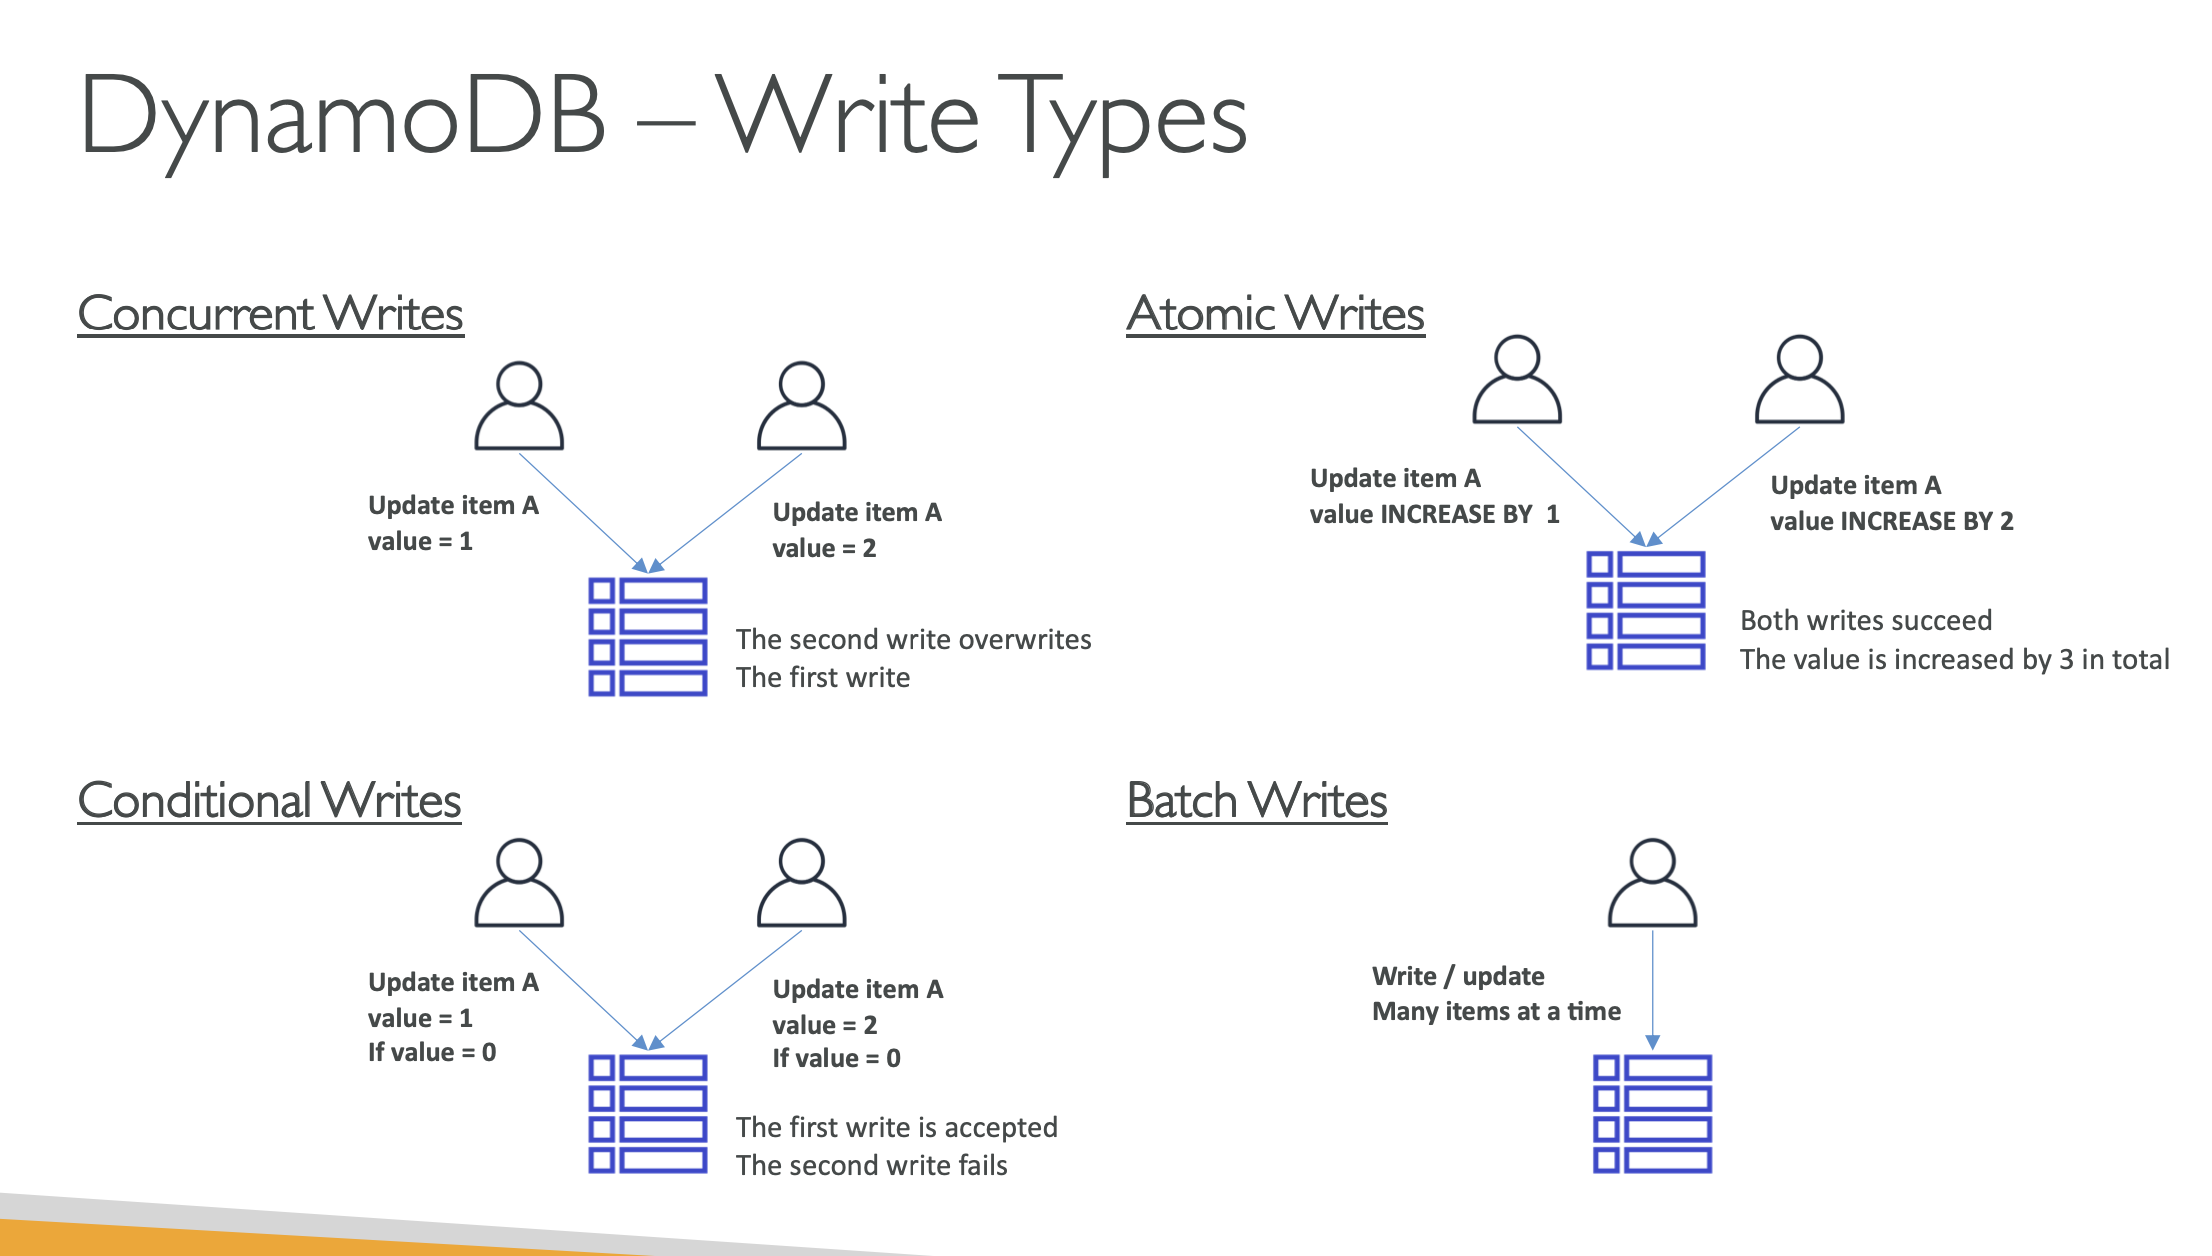 DynamoDB – Write Types
Concurrent Writes
Update item A
value = 1
Update item A
value = 2
The second write overwrites
The first write
Atomic Writes
Update item A
value INCREASE BY  1
Update item A
value INCREASE BY 2
Both writes succeed
The value is increased by 3 in total
Conditional Writes
Update item A
value = 1
If value = 0
Update item A
value = 2
If value = 0
The first write is accepted
The second write fails
Batch Writes
Write / update
Many items at a time